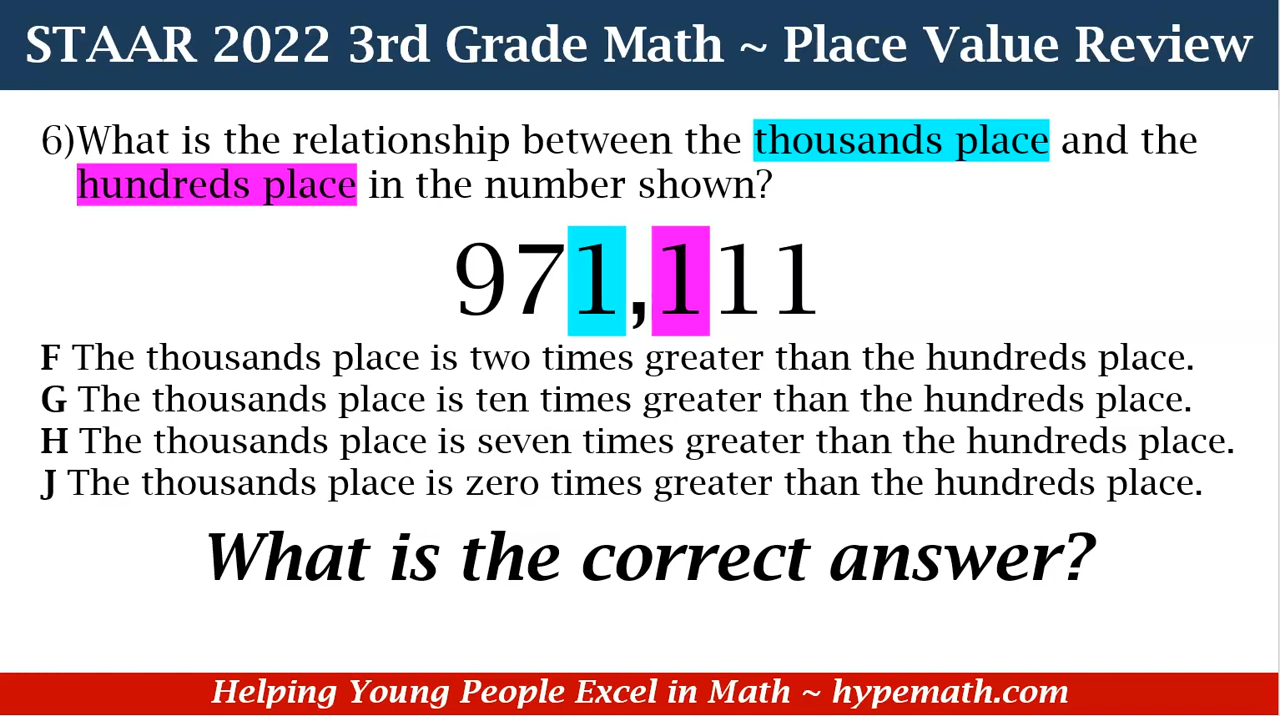 STAAR 2022 3rd Grade Math ~ Place Value Review
6)What is the relationship between the thousands place and the
hundreds place in the number shown?
971,111
F The thousands place is two times greater than the hundreds place.
G The thousands place is ten times greater than the hundreds place.
H The thousands place is seven times greater than the hundreds place.
J The thousands place is zero times greater than the hundreds place.
What is the correct answer?
Helping Young People Excel in Math ~ hypemath.com